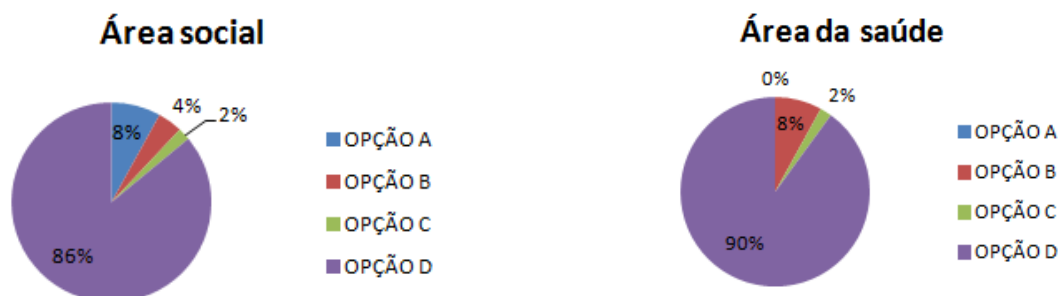 Área social
8%
4%
2%
86%
OPÇÃO A
OPÇÃO B
OPÇÃO C
OPÇÃO D
Área da saúde
0%
2%
8%
90%
OPÇÃO A
OPÇÃO B
OPÇÃO C
OPÇÃO D